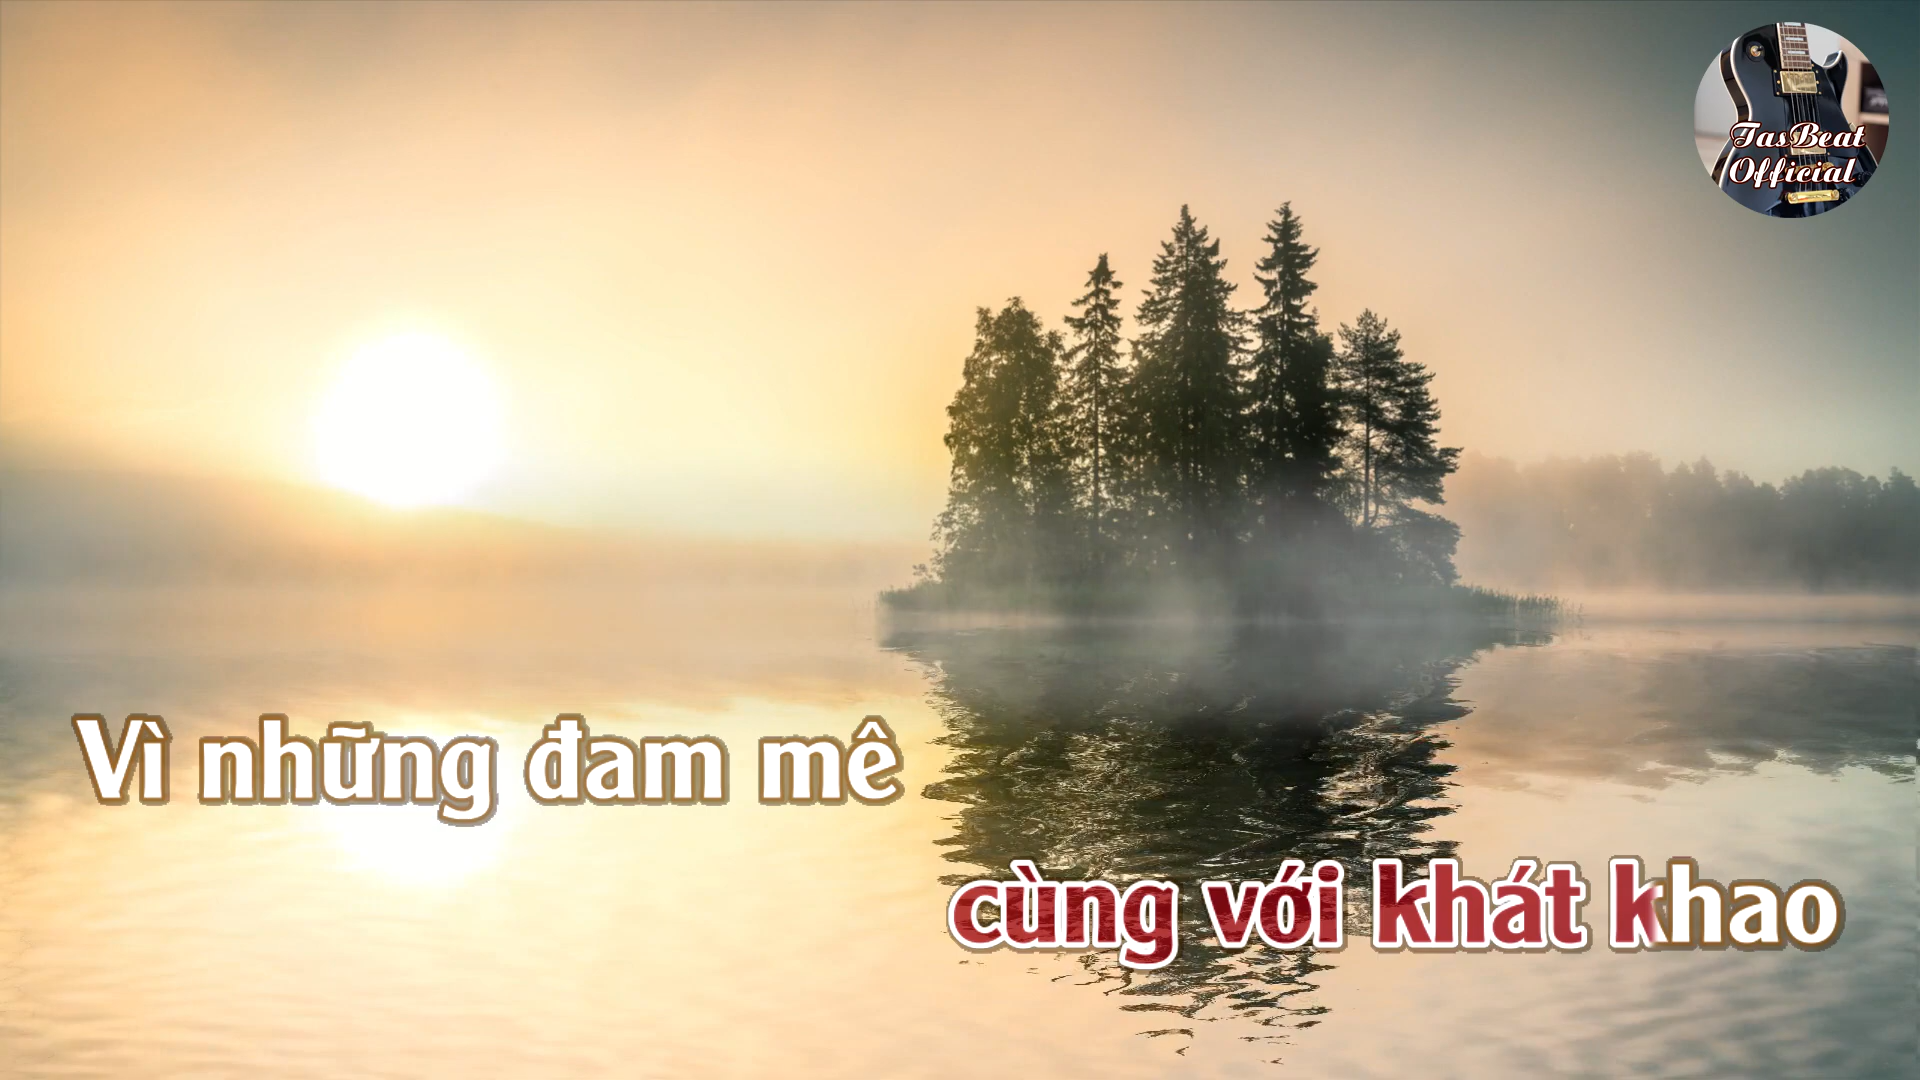 TasBeat
Official
Vì những đam mê
cùng với khát khao